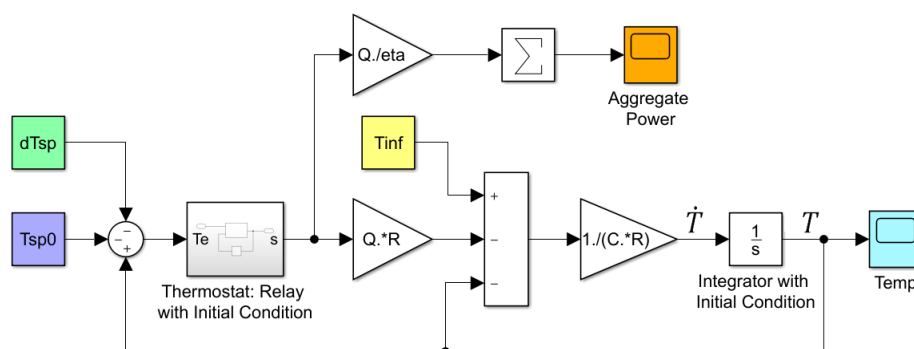 Q./eta
Aggregate
Power
dTsp
Tinf
Tsp0
− − +
Te s
Thermostat: Relay
with Initial Condition
Q.*R
+
−
−
1./(C.*R)
Ṫ
1
s
Integrator with
Initial Condition
T
Temp